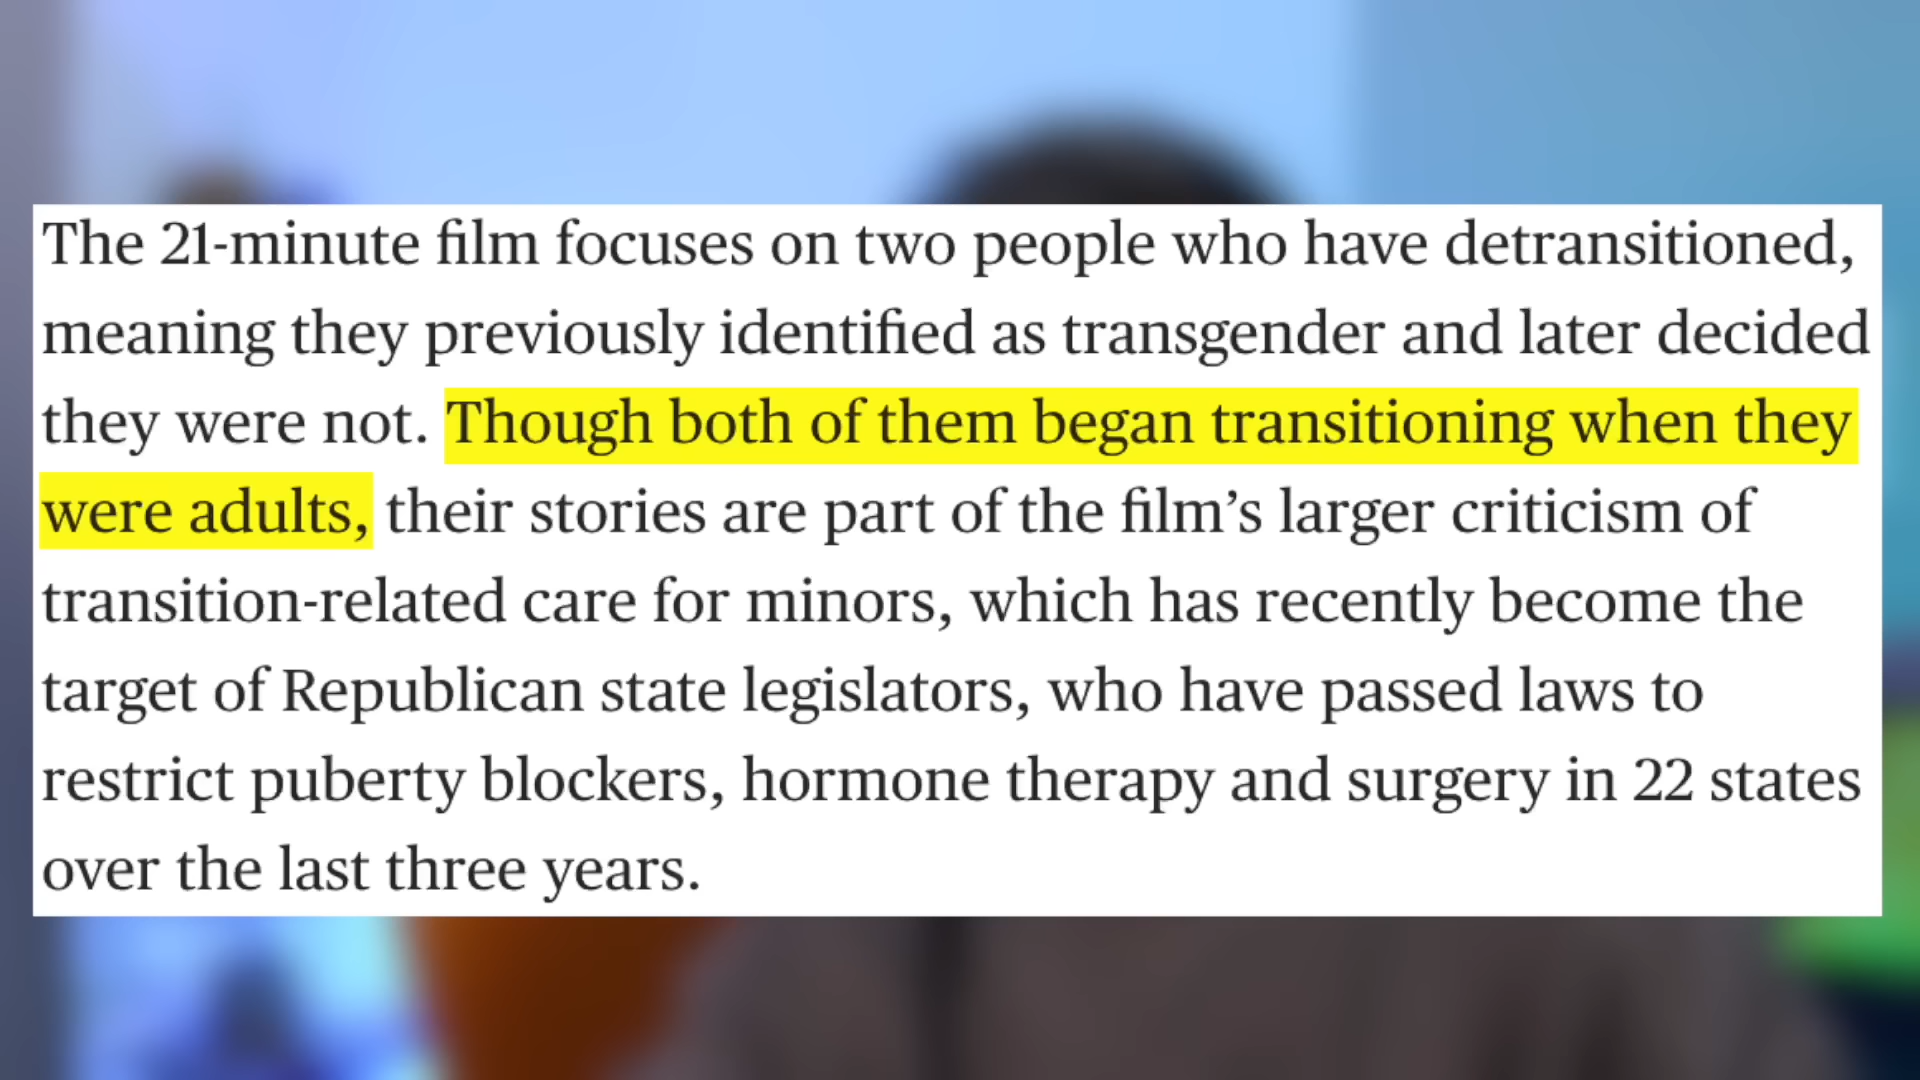 The 21-minute film focuses on two people who have detransitioned,
meaning they previously identified as transgender and later decided
they were not. Though both of them began transitioning when they
were adults, their stories are part of the film’s larger criticism of
transition-related care for minors, which has recently become the
target of Republican state legislators, who have passed laws to
restrict puberty blockers, hormone therapy and surgery in 22 states
over the last three years.